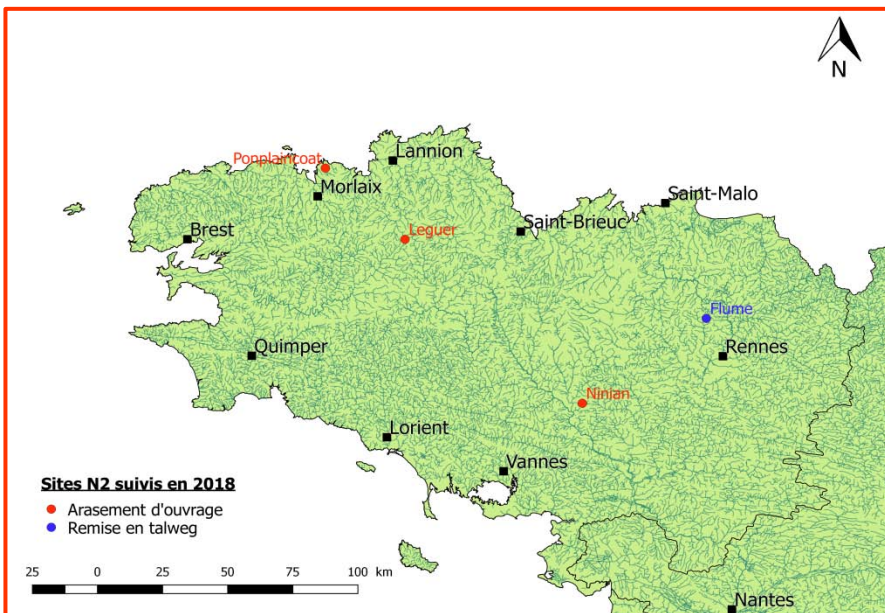 N
Lannion
Ponplaincoat
Morlaix
Saint-Malo
Saint-Brieuc
Brest
Leguer
Flume
Quimper
Rennes
Ninian
Lorient
Vannes
Sites N2 suivis en 2018
Arasement d'ouvrage
Remise en talweg
25 0 25 50 75 100 km
Nantes